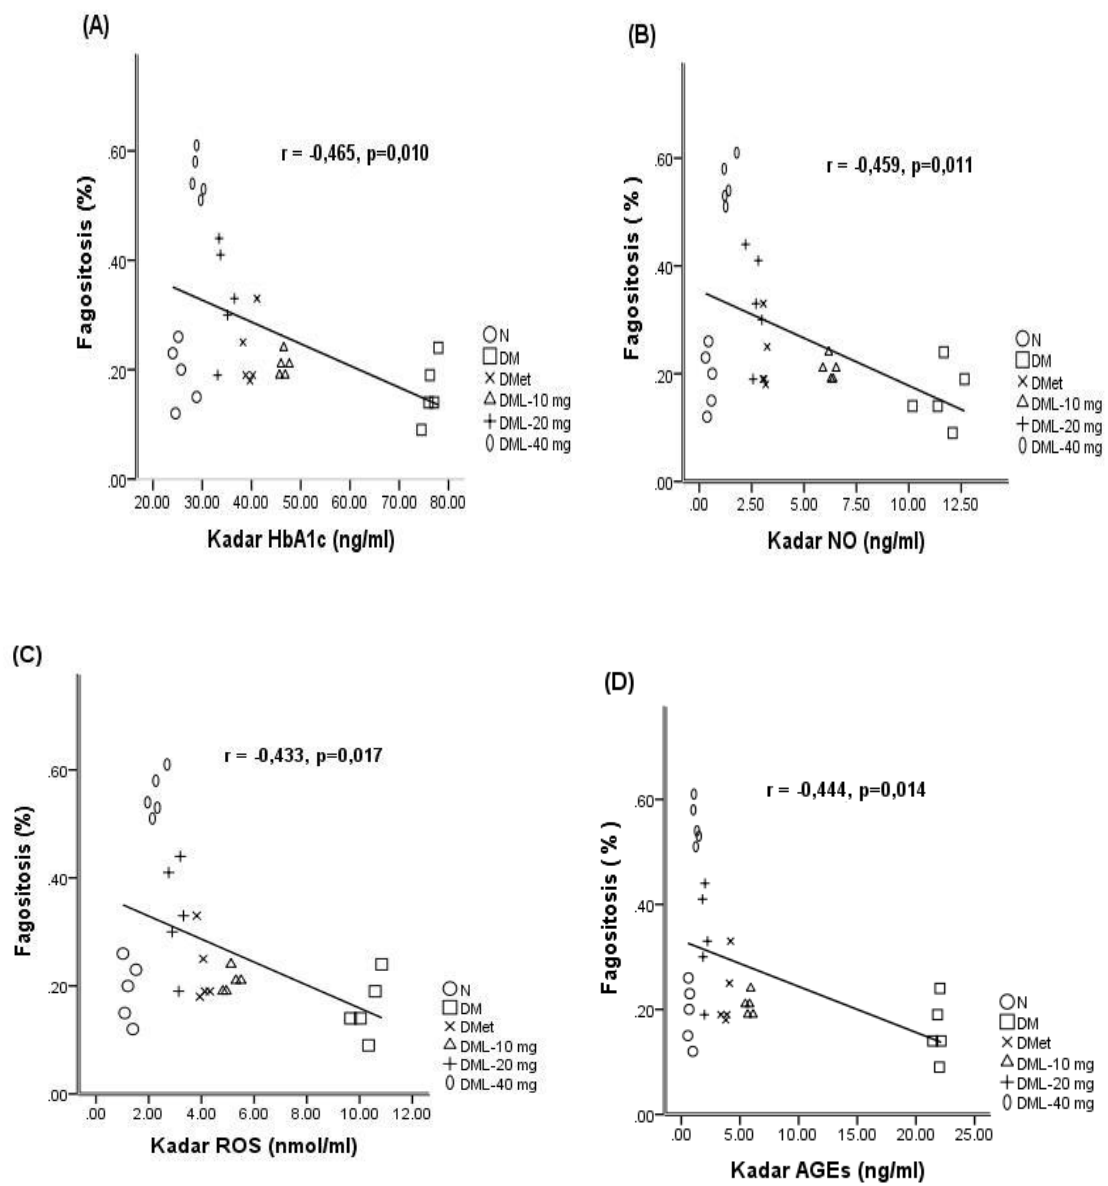 (A)
r = -0,465, p=0,010
Fagositosis (%)
.60
.40
.20
.00
20.00 30.00 40.00 50.00 60.00 70.00 80.00
Kadar HbA1c (ng/ml)
N
DM
DMet
DML-10 mg
DML-20 mg
DML-40 mg
(B)
r = -0,459, p=0,011
Fagositosis ( % )
.60
.40
.20
.00
.00 2.50 5.00 7.50 10.00 12.50
Kadar NO (ng/ml)
N
DM
DMet
DML-10 mg
DML-20 mg
DML-40 mg
(C)
r = -0,433, p=0,017
Fagositosis (%)
.60
.40
.20
.00
.00 2.00 4.00 6.00 8.00 10.00 12.00
Kadar ROS (nmol/ml)
N
DM
DMet
DML-10 mg
DML-20 mg
DML-40 mg
(D)
r = -0,444, p=0,014
Fagositosis ( % )
.60
.40
.20
.00
.00 5.00 10.00 15.00 20.00 25.00
Kadar AGEs (ng/ml)
N
DM
DMet
DML-10 mg
DML-20 mg
DML-40 mg